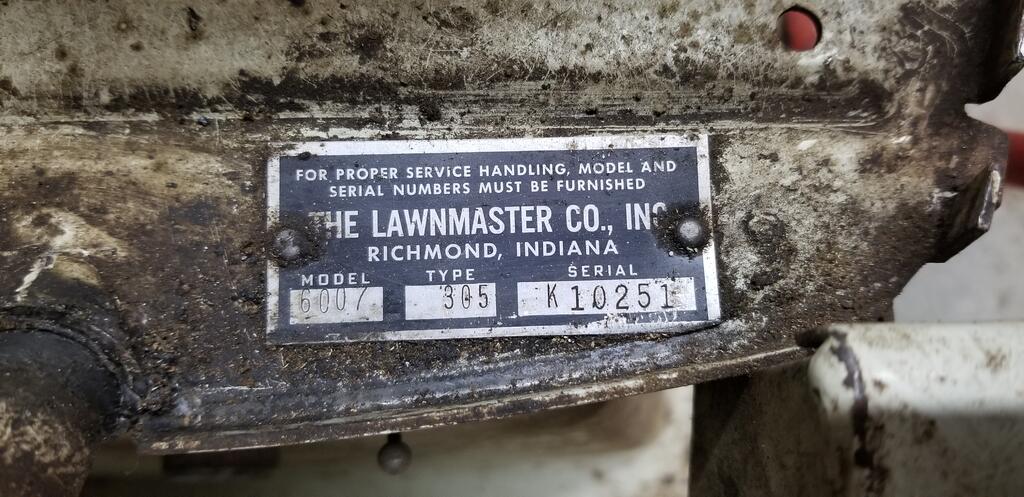 FOR PROPER SERVICE HANDLING, MODEL AND
SERIAL NUMBERS MUST BE FURNISHED
THE LAWNMASTER CO., INC
RICHMOND, INDIANA
MODEL TYPE SERIAL
6007 305 K10251